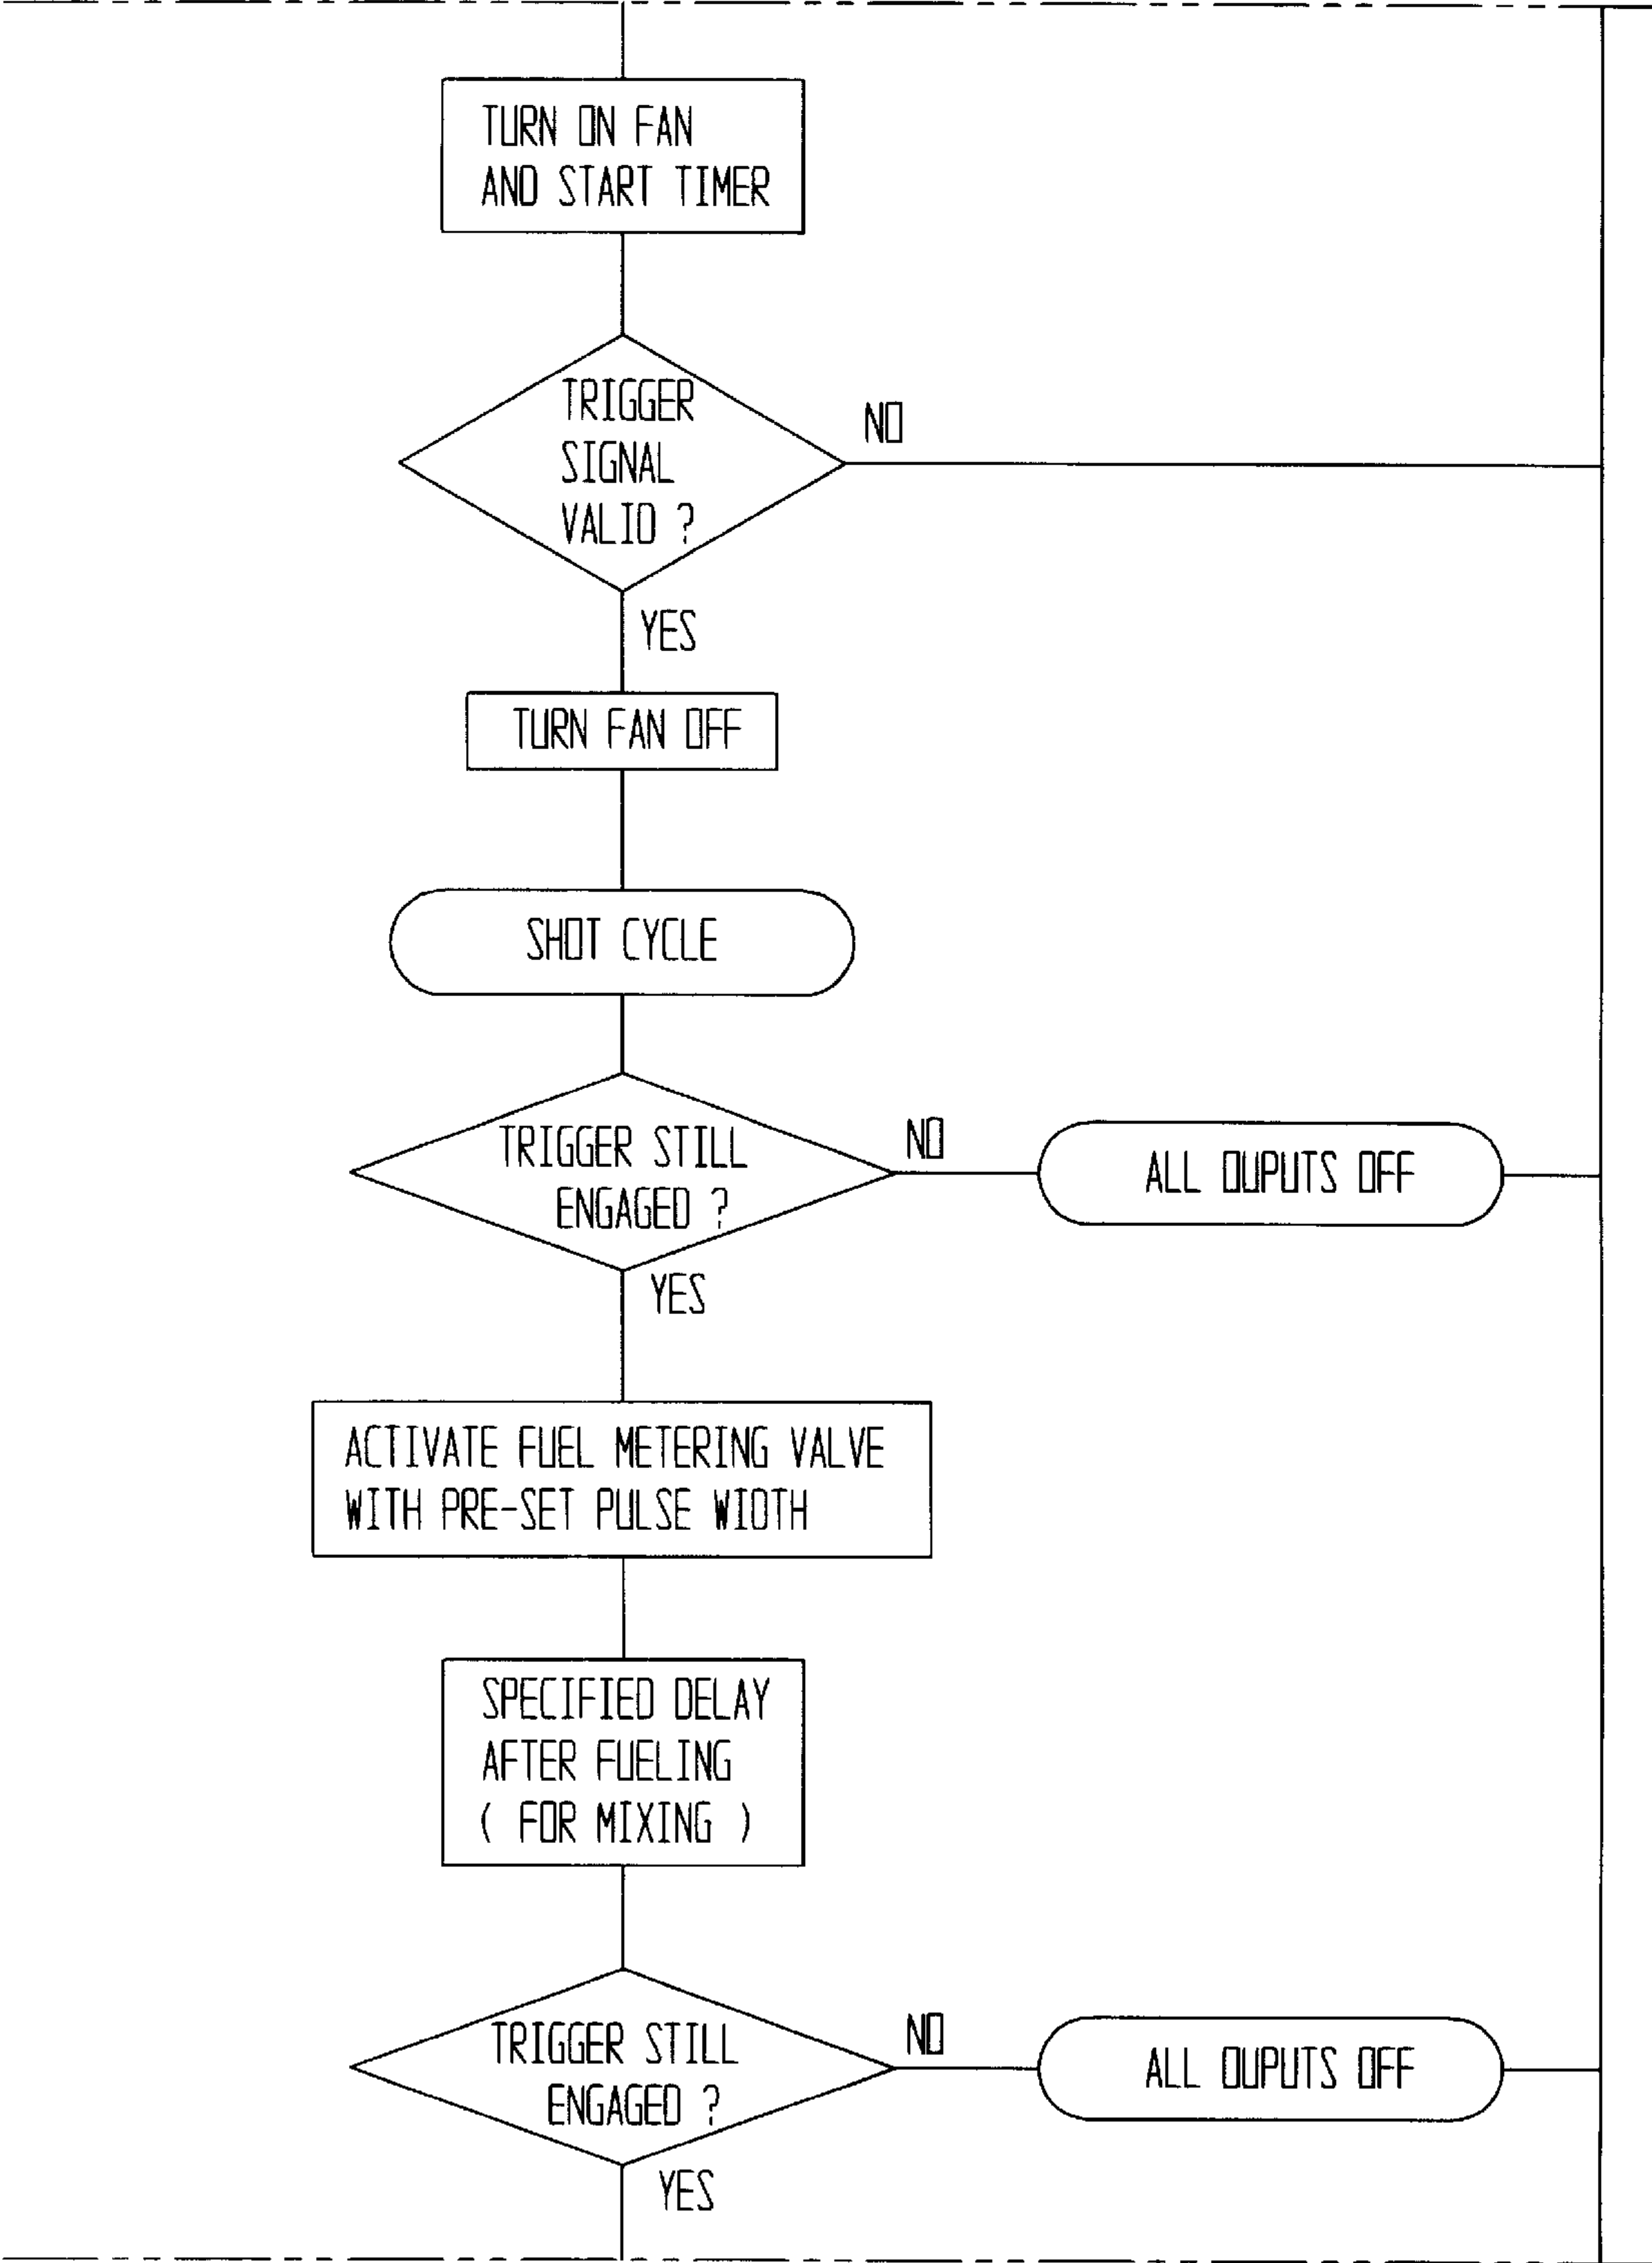 TURN ON FAN
AND START TIMER
TRIGGER
SIGNAL
VALID ?
NO
YES
TURN FAN OFF
SHOT CYCLE
TRIGGER STILL
ENGAGED ?
NO
ALL OUPUTS OFF
YES
ACTIVATE FUEL METERING VALVE
WITH PRE-SET PULSE WIDTH
SPECIFIED DELAY
AFTER FUELING
( FOR MIXING )
TRIGGER STILL
ENGAGED ?
NO
ALL OUPUTS OFF
YES